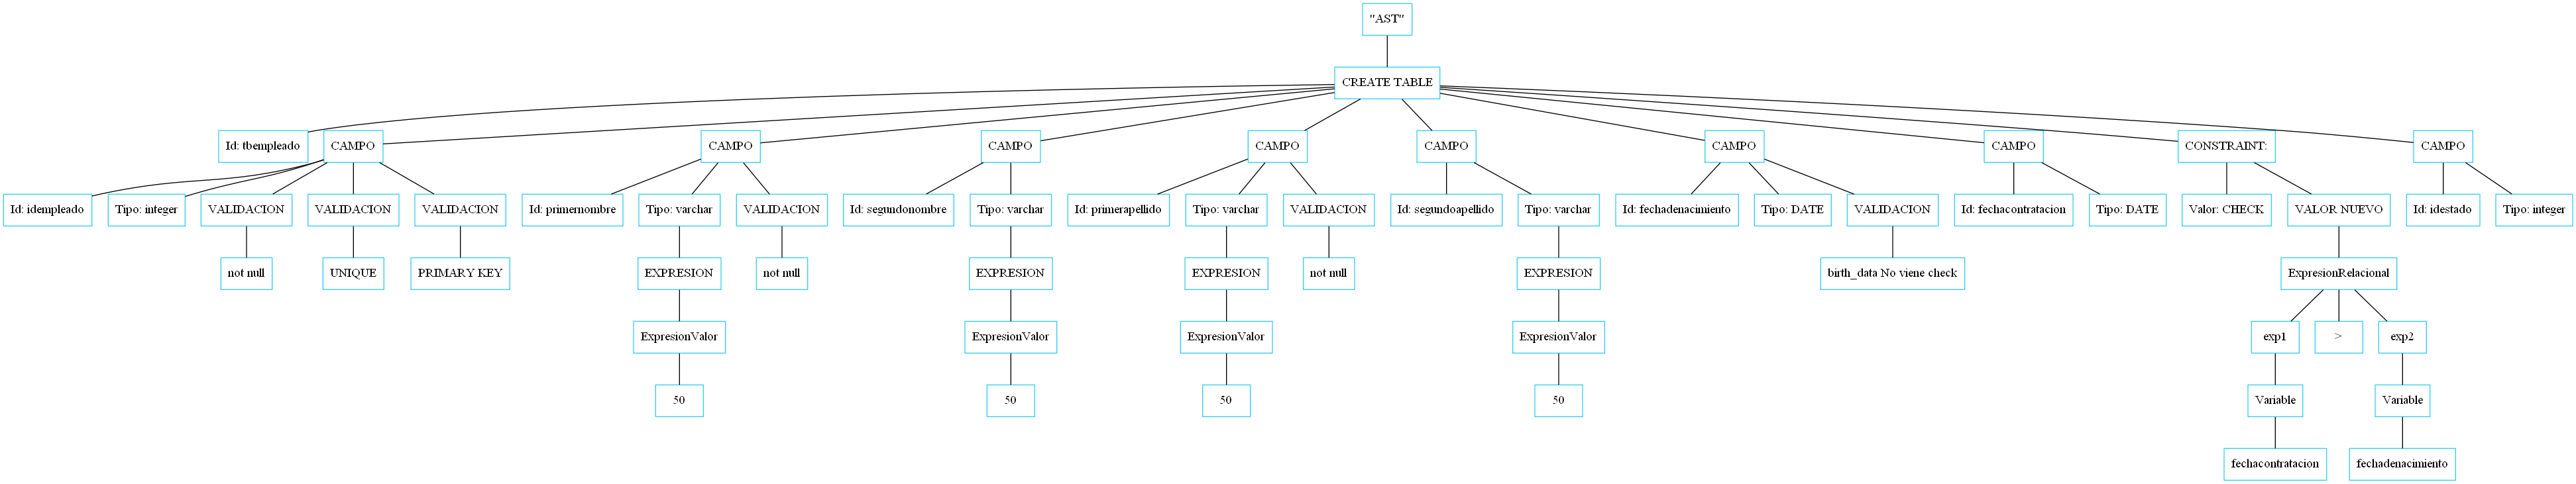 "AST"
CREATE TABLE
Id: tbempleado
CAMPO
CAMPO
CAMPO
CAMPO
CAMPO
CAMPO
CAMPO
CONSTRAINT:
CAMPO
Id: idempleado
Tipo: integer
VALIDACION
VALIDACION
VALIDACION
Id: primernombre
Tipo: varchar
VALIDACION
Id: segundonombre
Tipo: varchar
Id: primerapellido
Tipo: varchar
VALIDACION
Id: segundoapellido
Tipo: varchar
Id: fechadenacimiento
Tipo: DATE
VALIDACION
Id: fechacontratacion
Tipo: DATE
Valor: CHECK
VALOR NUEVO
Id: idestado
Tipo: integer
not null
UNIQUE
PRIMARY KEY
EXPRESION
not null
EXPRESION
EXPRESION
not null
EXPRESION
birth_data No viene check
ExpresionRelacional
ExpresionValor
ExpresionValor
ExpresionValor
ExpresionValor
exp1
>
exp2
50
50
50
50
Variable
Variable
fechacontratacion
fechadenacimiento